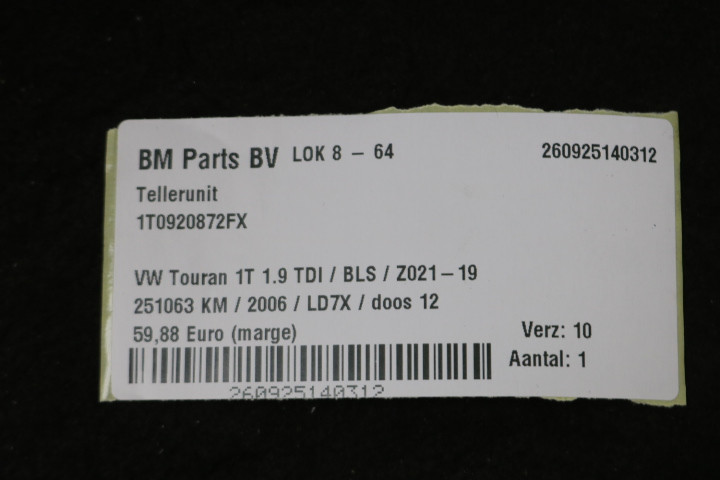 BM Parts BV LOK 8 – 64 260925140312
Tellerunit
1T0920872FX
VW Touran 1T 1.9 TDI / BLS / Z021–19
251063 KM / 2006 / LD7X / doos 12
59,88 Euro (marge) Verz: 10
Aantal: 1
260925140312